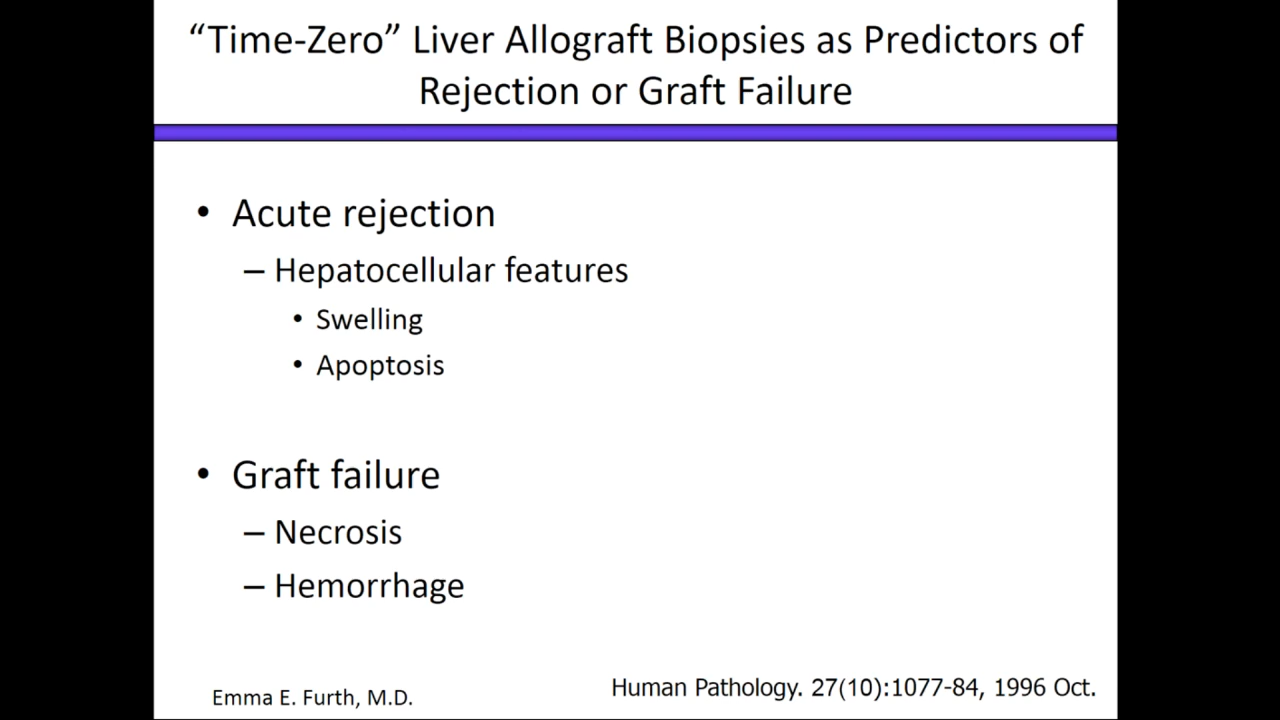 “Time-Zero” Liver Allograft Biopsies as Predictors of
Rejection or Graft Failure
• Acute rejection
– Hepatocellular features
• Swelling
• Apoptosis
• Graft failure
– Necrosis
– Hemorrhage
Emma E. Furth, M.D.
Human Pathology. 27(10):1077-84, 1996 Oct.